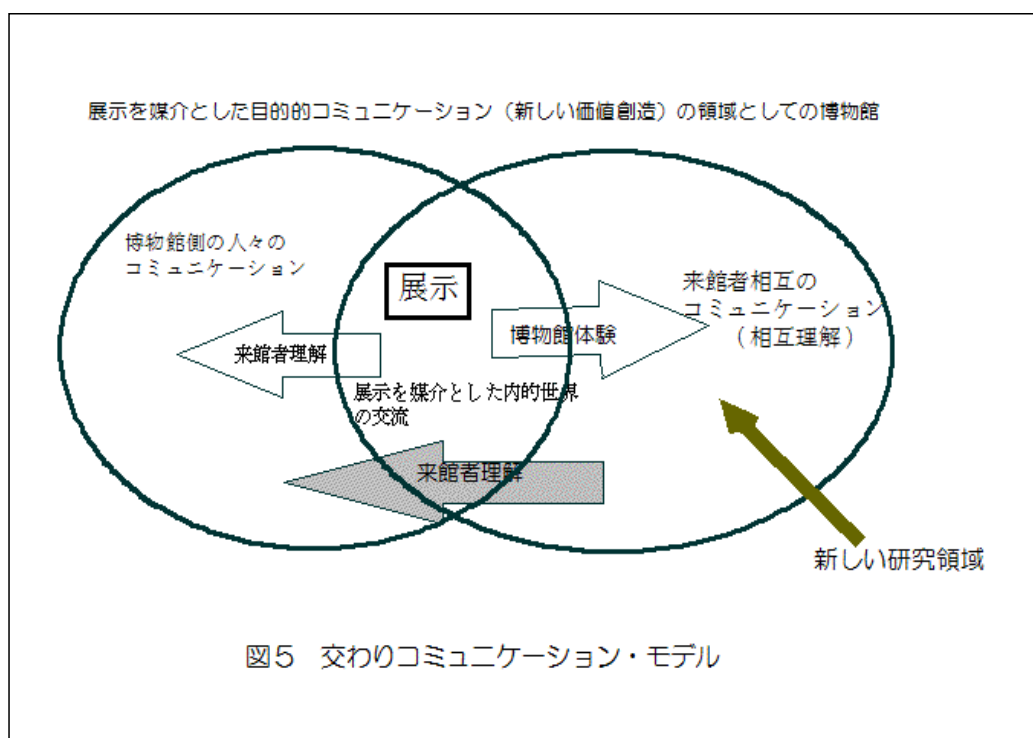 展示を媒介とした目的的コミュニケーション（新しい価値創造）の領域としての博物館
博物館側の人々の
コミュニケーション
展示
来館者相互の
コミュニケーション
（相互理解）
博物館体験
来館者理解
展示を媒介とした内的世界
の交流
来館者理解
新しい研究領域
図５　交わりコミュニケーション・モデル